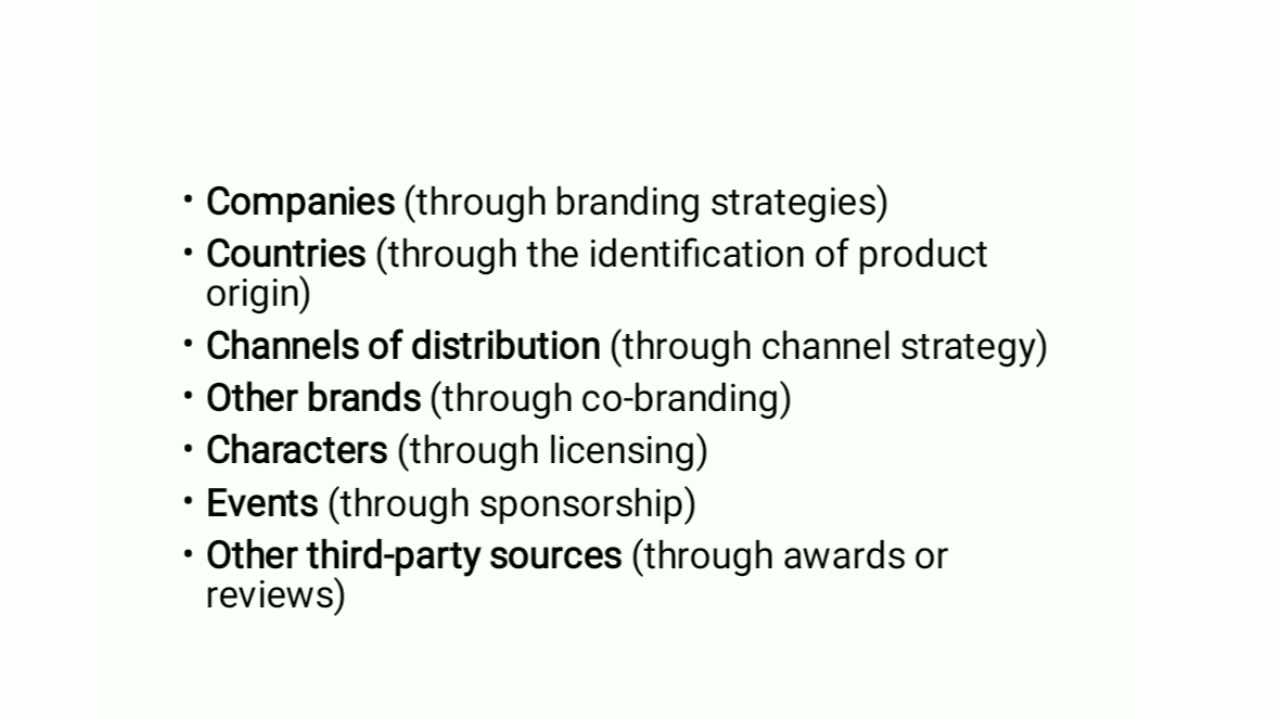 • Companies (through branding strategies)
• Countries (through the identification of product
origin)
• Channels of distribution (through channel strategy)
• Other brands (through co-branding)
• Characters (through licensing)
• Events (through sponsorship)
• Other third-party sources (through awards or
reviews)